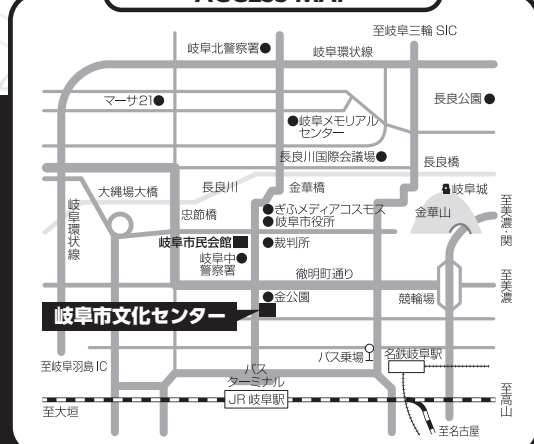 ACCESS MAP
至岐阜三輪 SIC
岐阜北警察署
岐阜環状線
マーサ21
長良公園
岐阜メモリアル
センター
長良川国際会議場
長良橋
大縄場大橋
長良川
金華橋
岐阜城
忠節橋
ぎふメディアコスモス
岐阜市役所
金華山
岐阜環状線
至美濃・関
岐阜市民会館
裁判所
岐阜中
警察署
徹明町通り
至美濃
金公園
競輪場
岐阜市文化センター
バス乗場
名鉄岐阜駅
至岐阜羽島 IC
バス
ターミナル
JR 岐阜駅
至大垣
至高山
至名古屋